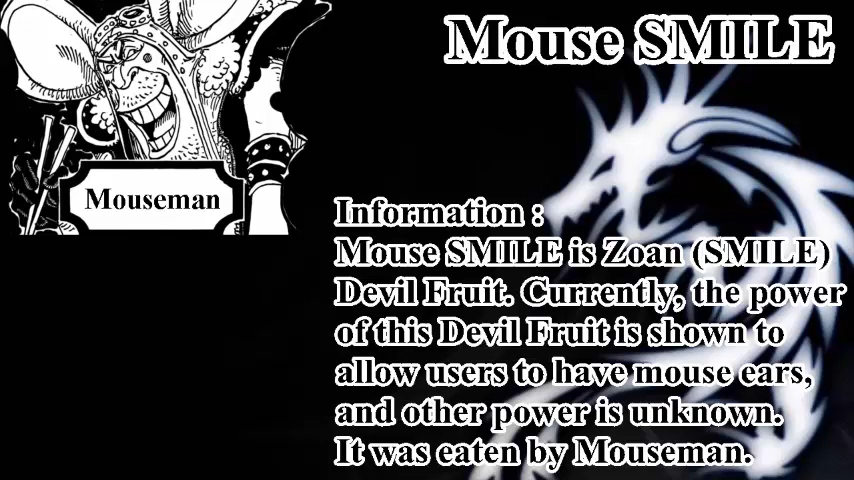 Mouse SMILE
Mouseman
Information :
Mouse SMILE is Zoan (SMILE)
Devil Fruit. Currently, the power
of this Devil Fruit is shown to
allow users to have mouse ears,
and other power is unknown.
It was eaten by Mouseman.